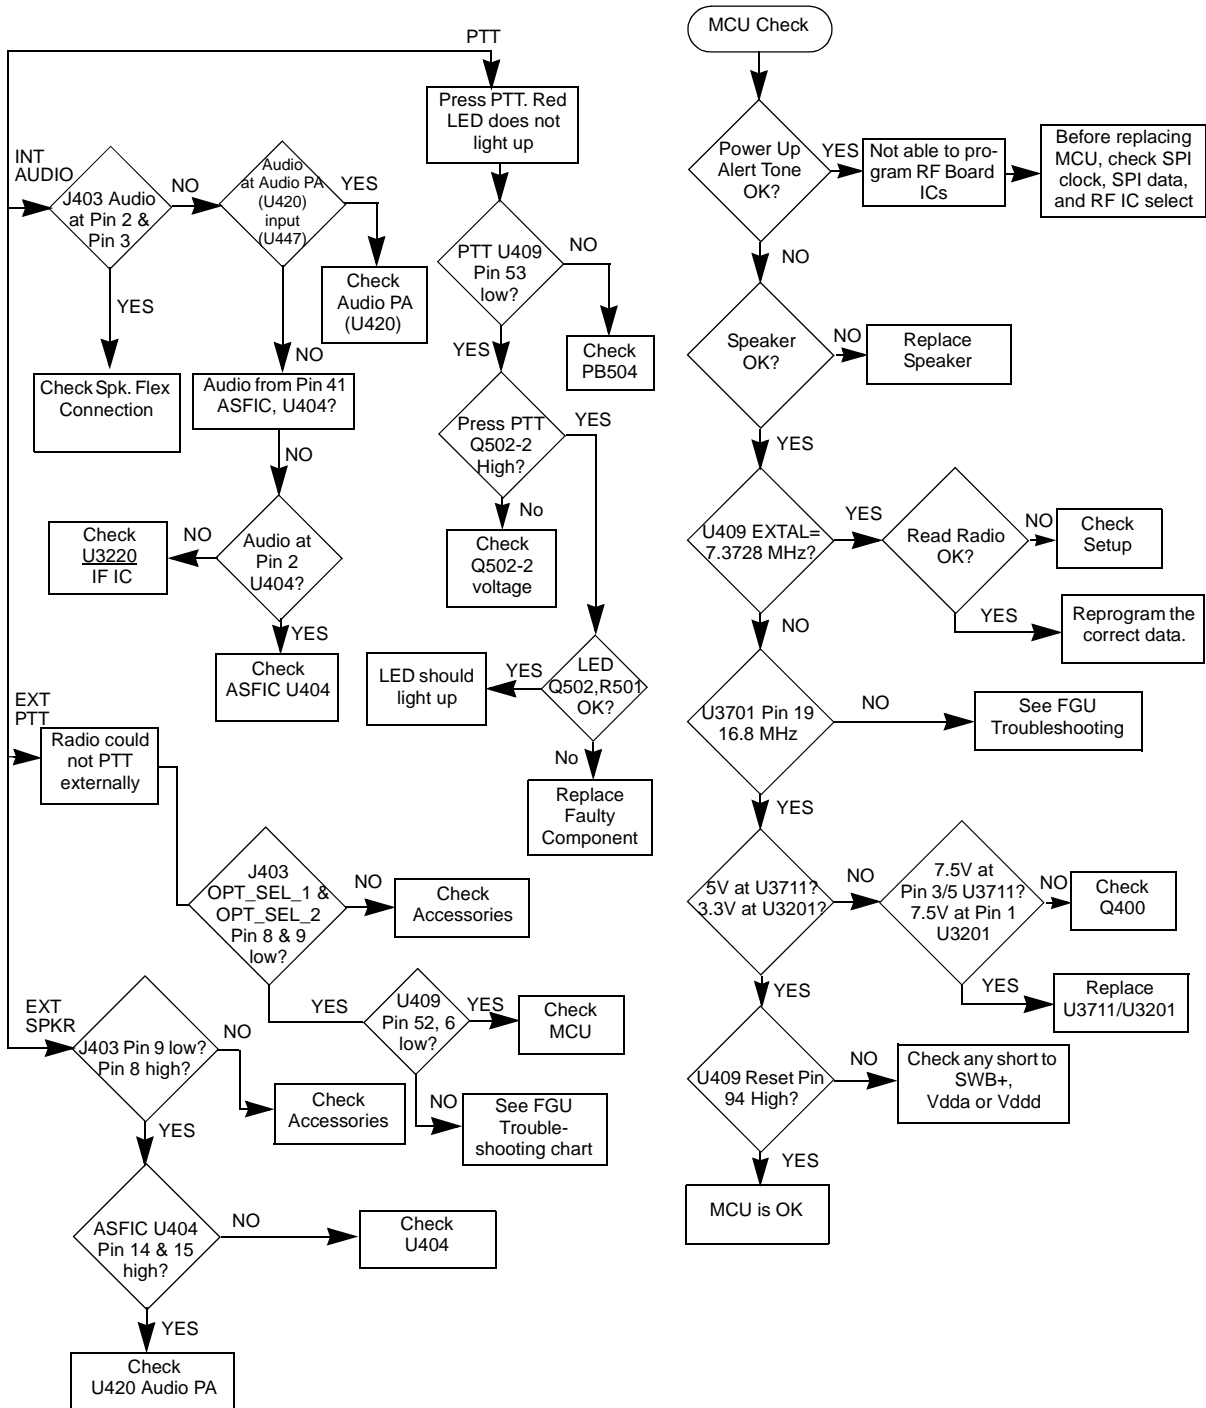 PTT
Press PTT. Red
LED does not
light up
INT
AUDIO
J403 Audio
at Pin 2 &
Pin 3
NO
Audio
at Audio PA
(U420)
input
(U447)
YES
Check
Audio PA
(U420)
YES
Check Spk. Flex
Connection
NO
Audio from Pin 41
ASFIC, U404?
NO
Audio at
Pin 2
U404?
NO
Check
U3220
IF IC
YES
Check
ASFIC U404
PTT U409
Pin 53
low?
NO
Check
PB504
YES
Press PTT
Q502-2
High?
YES
No
Check
Q502-2
voltage
LED
Q502,R501
OK?
YES
LED should
light up
No
Replace
Faulty
Component
EXT
PTT
Radio could
not PTT
externally
J403
OPT_SEL_1 &
OPT_SEL_2
Pin 8 & 9
low?
NO
Check
Accessories
YES
U409
Pin 52, 6
low?
YES
Check
MCU
NO
See FGU
Trouble-
shooting chart
EXT
SPKR
J403 Pin 9 low?
Pin 8 high?
NO
Check
Accessories
YES
ASFIC U404
Pin 14 & 15
high?
NO
Check
U404
YES
Check
U420 Audio PA
MCU Check
Power Up
Alert Tone
OK?
YES
Not able to pro-
gram RF Board
ICs
Before replacing
MCU, check SPI
clock, SPI data,
and RF IC select
NO
Speaker
OK?
NO
Replace
Speaker
YES
U409 EXTAL=
7.3728 MHz?
YES
Read Radio
OK?
NO
Check
Setup
YES
Reprogram the
correct data.
NO
U3701 Pin 19
16.8 MHz
NO
See FGU
Troubleshooting
YES
5V at U3711?
3.3V at U3201?
NO
7.5V at
Pin 3/5 U3711?
7.5V at Pin 1
U3201
NO
Check
Q400
YES
Replace
U3711/U3201
YES
U409 Reset Pin
94 High?
NO
Check any short to
SWB+,
Vdda or Vddd
YES
MCU is OK